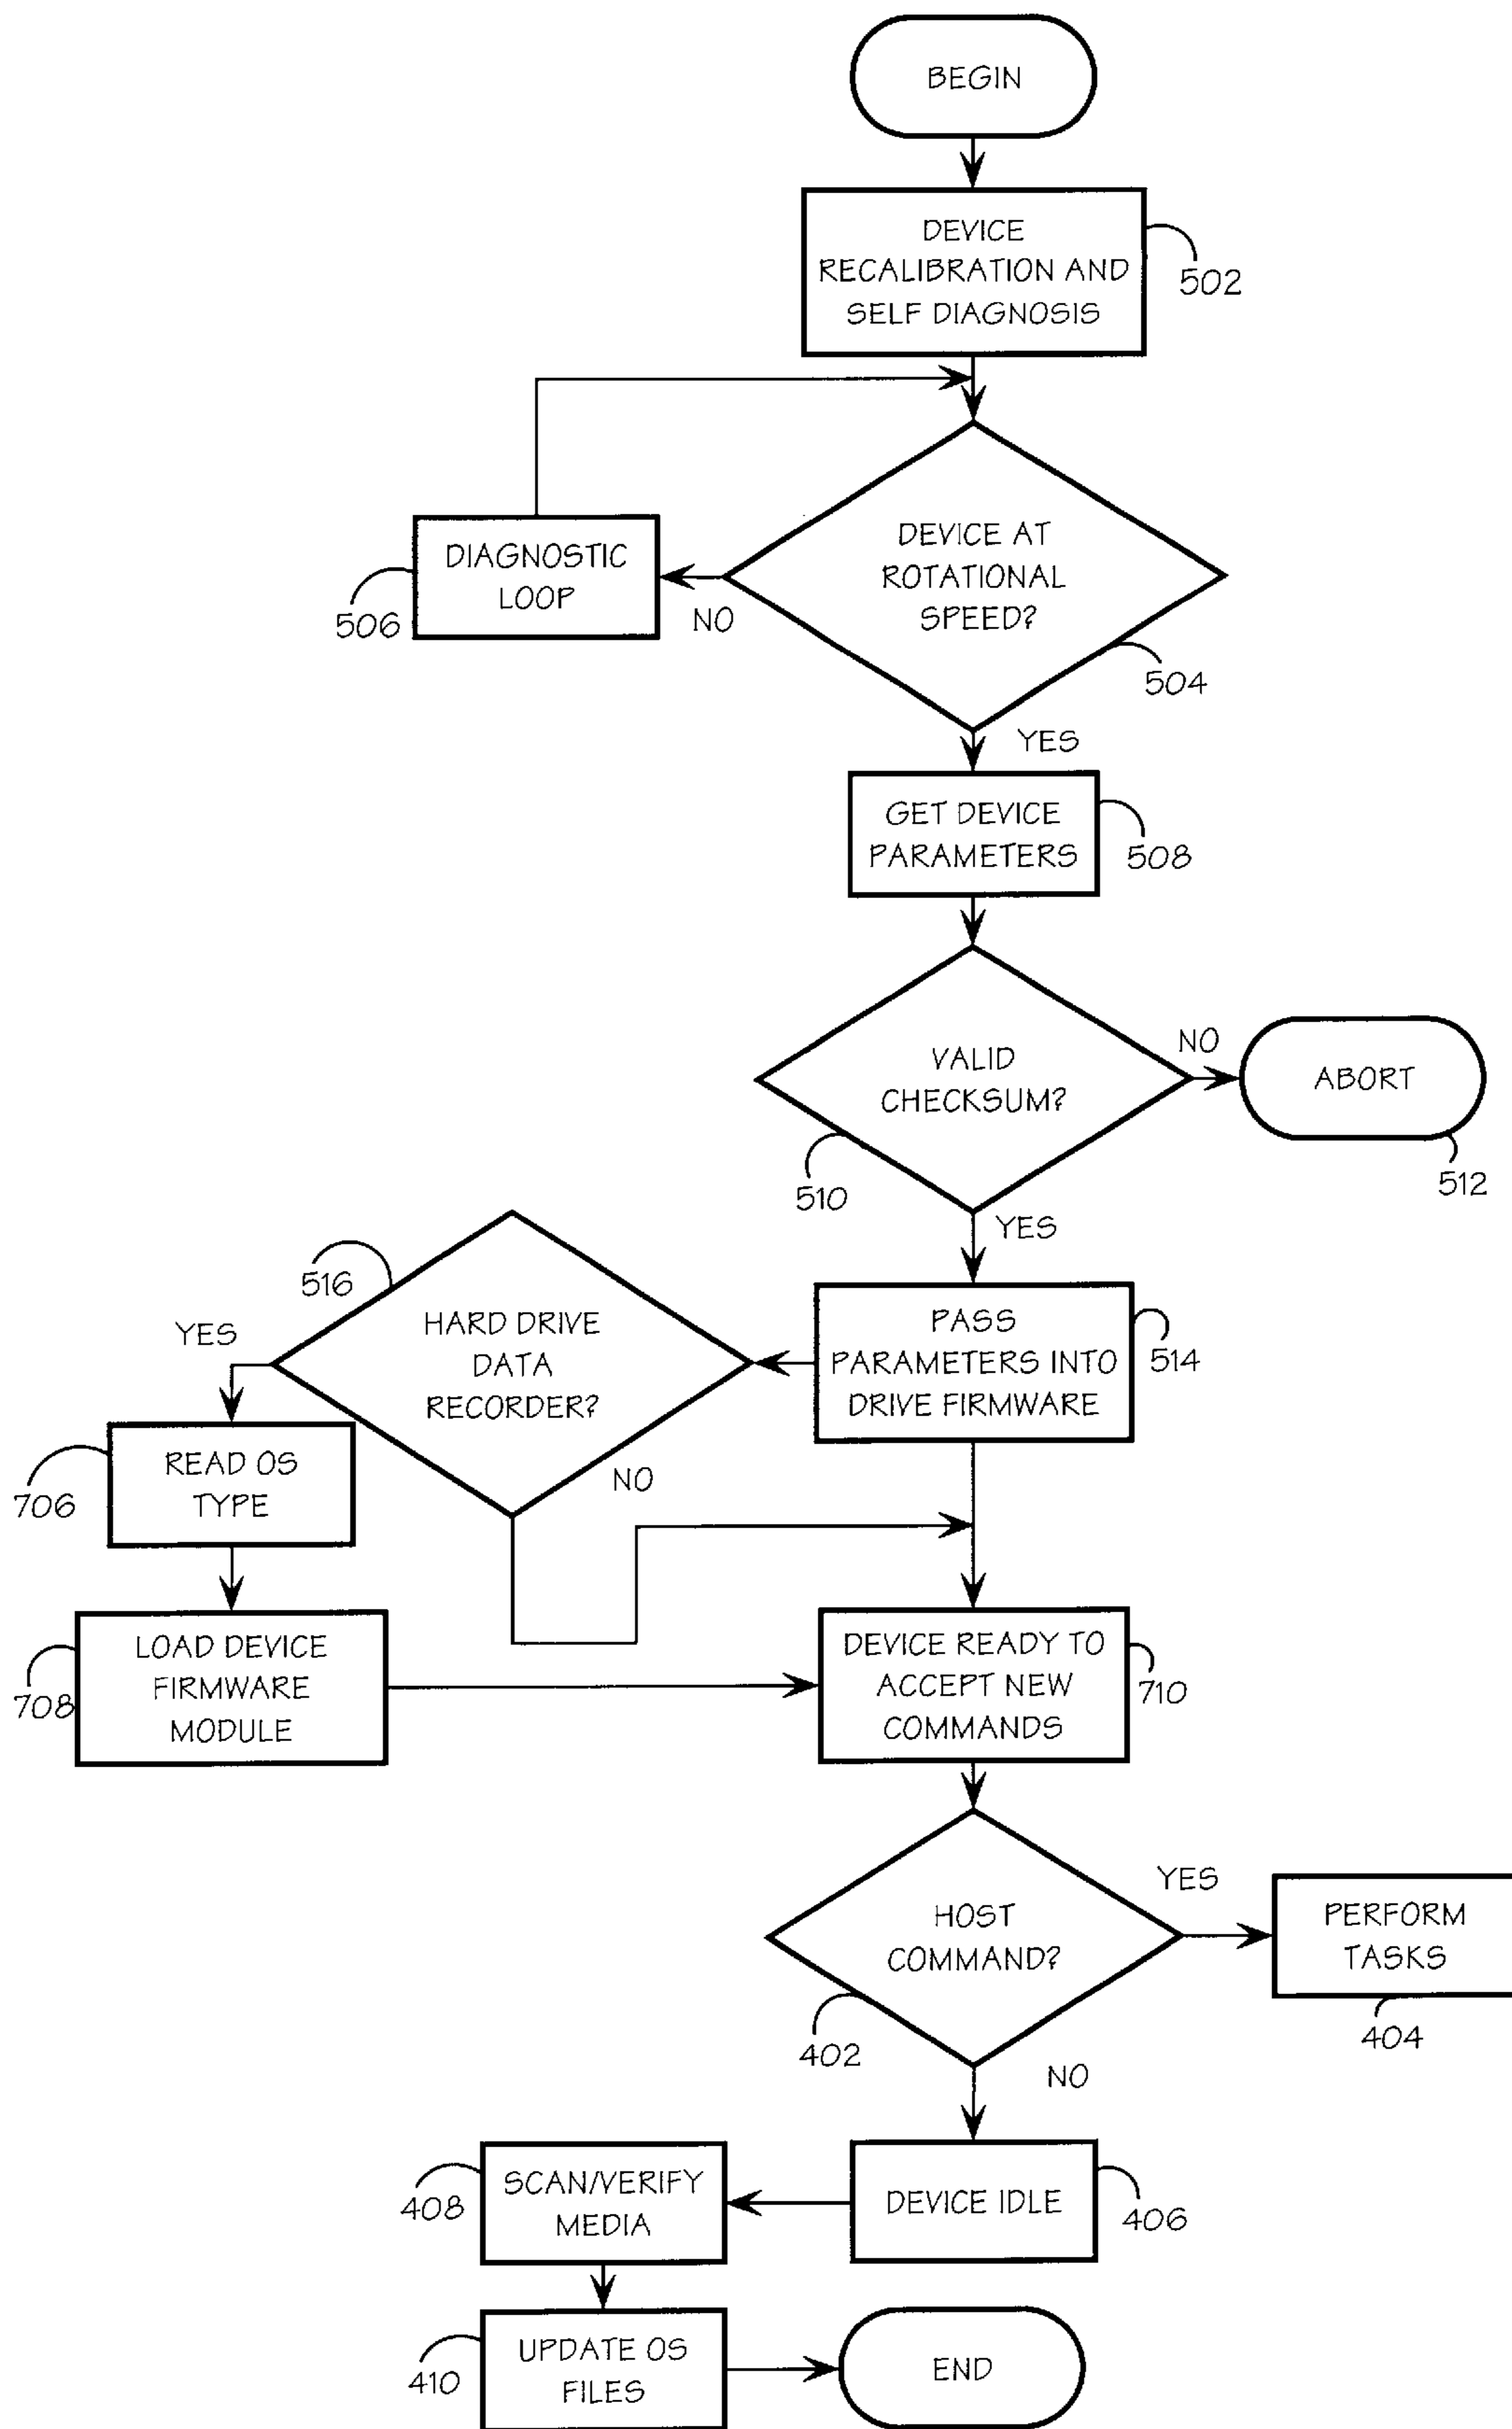 BEGIN
DEVICE
RECALIBRATION AND
SELF DIAGNOSIS
502
DEVICE AT
ROTATIONAL
SPEED?
504
DIAGNOSTIC
LOOP
506
NO
YES
GET DEVICE
PARAMETERS
508
VALID
CHECKSUM?
510
NO
ABORT
512
YES
PASS
PARAMETERS INTO
DRIVE FIRMWARE
514
516
HARD DRIVE
DATA
RECORDER?
YES
NO
READ OS
TYPE
706
LOAD DEVICE
FIRMWARE
MODULE
708
DEVICE READY TO
ACCEPT NEW
COMMANDS
710
HOST
COMMAND?
402
YES
PERFORM
TASKS
404
NO
DEVICE IDLE
406
SCAN/VERIFY
MEDIA
408
UPDATE OS
FILES
410
END